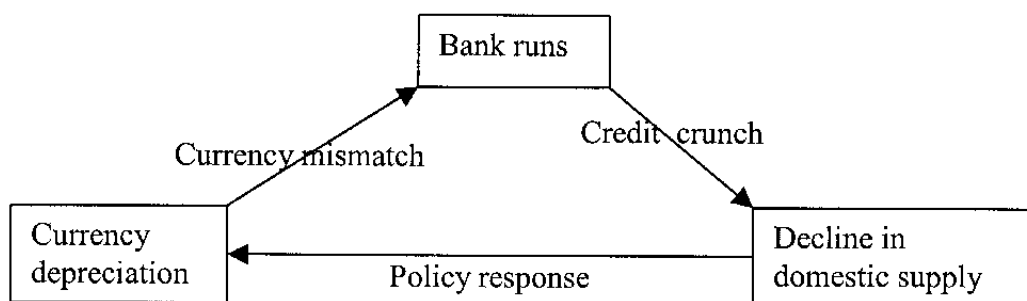 Bank runs
Currency mismatch
Credit crunch
Currency
depreciation
Policy response
Decline in
domestic supply